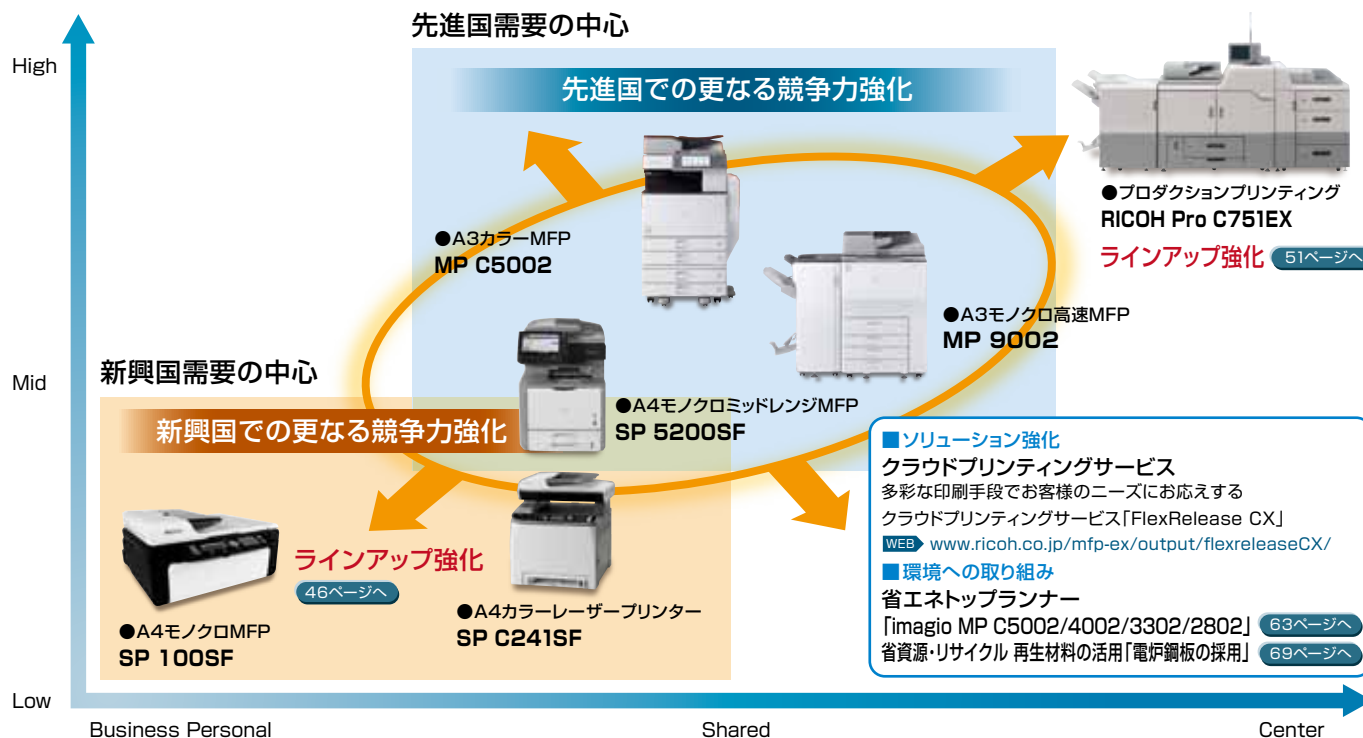 先進国需要の中心
High
先進国での更なる競争力強化
●プロダクションプリンティング
RICOH Pro C751EX
ラインアップ強化 51ページへ
●A3カラーMFP
MP C5002
●A3モノクロ高速MFP
MP 9002
Mid
新興国需要の中心
新興国での更なる競争力強化
●A4モノクロミッドレンジMFP
SP 5200SF
ラインアップ強化
46ページへ
●A4モノクロMFP
SP 100SF
●A4カラーレーザープリンター
SP C241SF
■ソリューション強化
クラウドプリンティングサービス
多彩な印刷手段でお客様のニーズにお応えする
クラウドプリンティングサービス「FlexRelease CX」
WEB www.ricoh.co.jp/mfp-ex/output/flexreleaseCX/
■環境への取り組み
省エネトップランナー
「imagio MP C5002/4002/3302/2802」 63ページへ
省資源・リサイクル 再生材料の活用「電炉鋼板の採用」 69ページへ
Low
Business Personal
Shared
Center